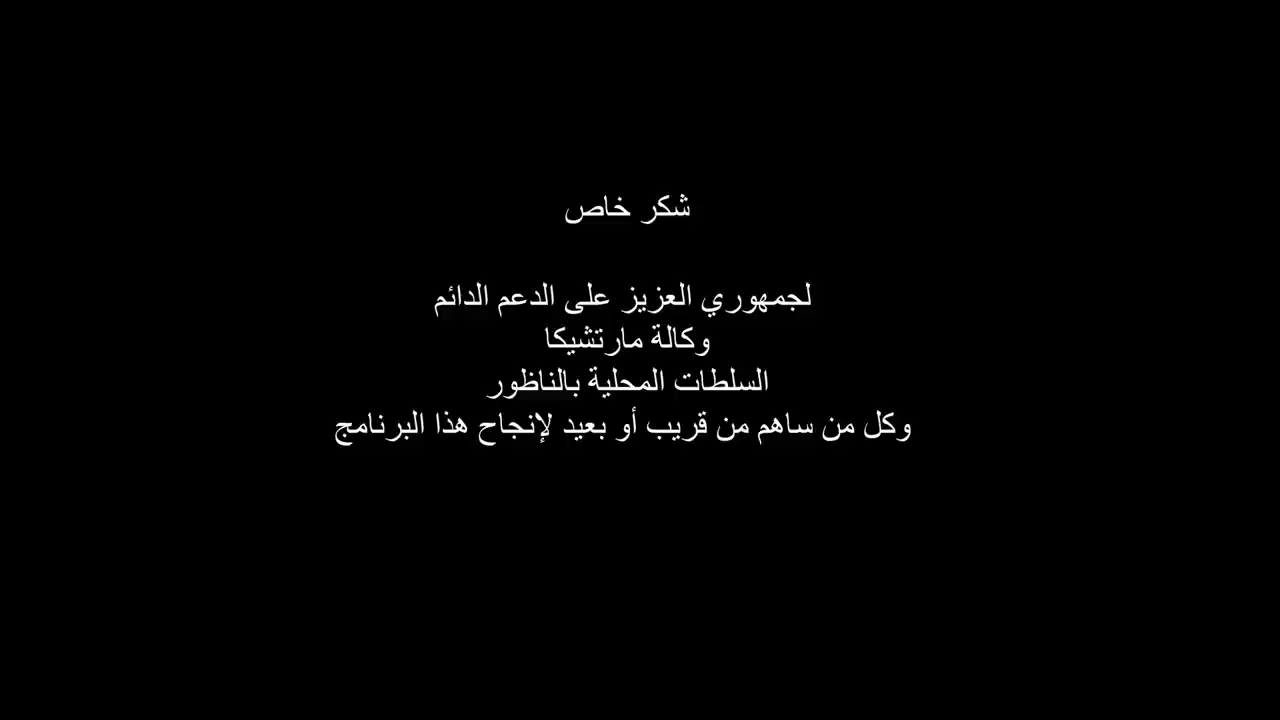 شكر خاص
لجمهوري العزيز على الدعم الدائم
وكالة مارتشيكا
السلطات المحلية بالناظور
وكل من ساهم من قريب أو بعيد لإنجاح هذا البرنامج